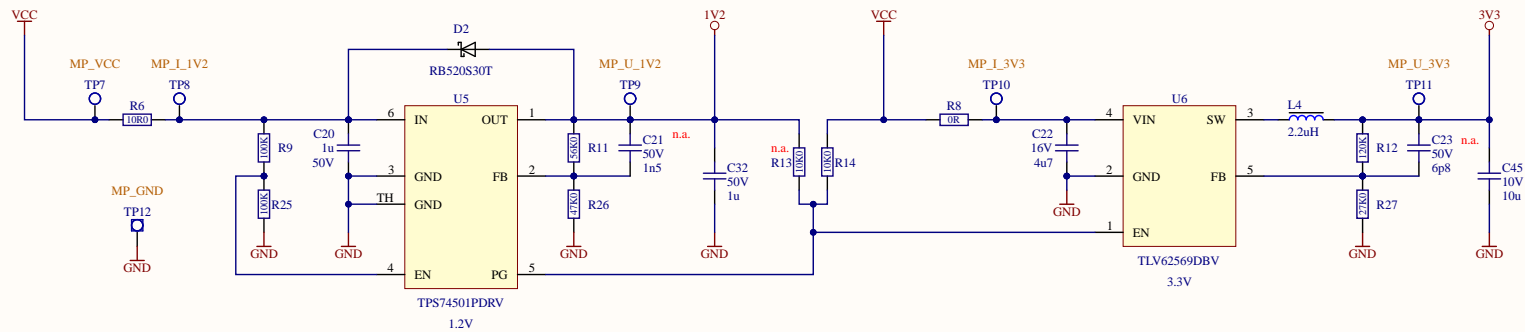 VCC
1V2
VCC
3V3
D2
RB520S30T
MP_VCC
MP_I_1V2
MP_U_1V2
MP_I_3V3
MP_U_3V3
TP7
TP8
TP9
TP10
TP11
R6
10R0
U5
R8
0R
U6
L4
2.2uH
6
IN
OUT
1
4
VIN
SW
3
100K
R9
C20
1u
50V
56K0
R11
C21
50V
1n5
n.a.
n.a.
R13
10K0
10K0
R14
C22
16V
4u7
120K
R12
C23
50V
6p8
n.a.
3
GND
FB
2
C32
50V
1u
2
GND
FB
5
C45
10V
10u
MP_GND
TP12
100K
R25
TH
GND
47K0
R26
GND
27K0
R27
1
EN
GND
GND
GND
GND
GND
GND
GND
4
EN
PG
5
TLV62569DBV
3.3V
TPS74501PDRV
1.2V